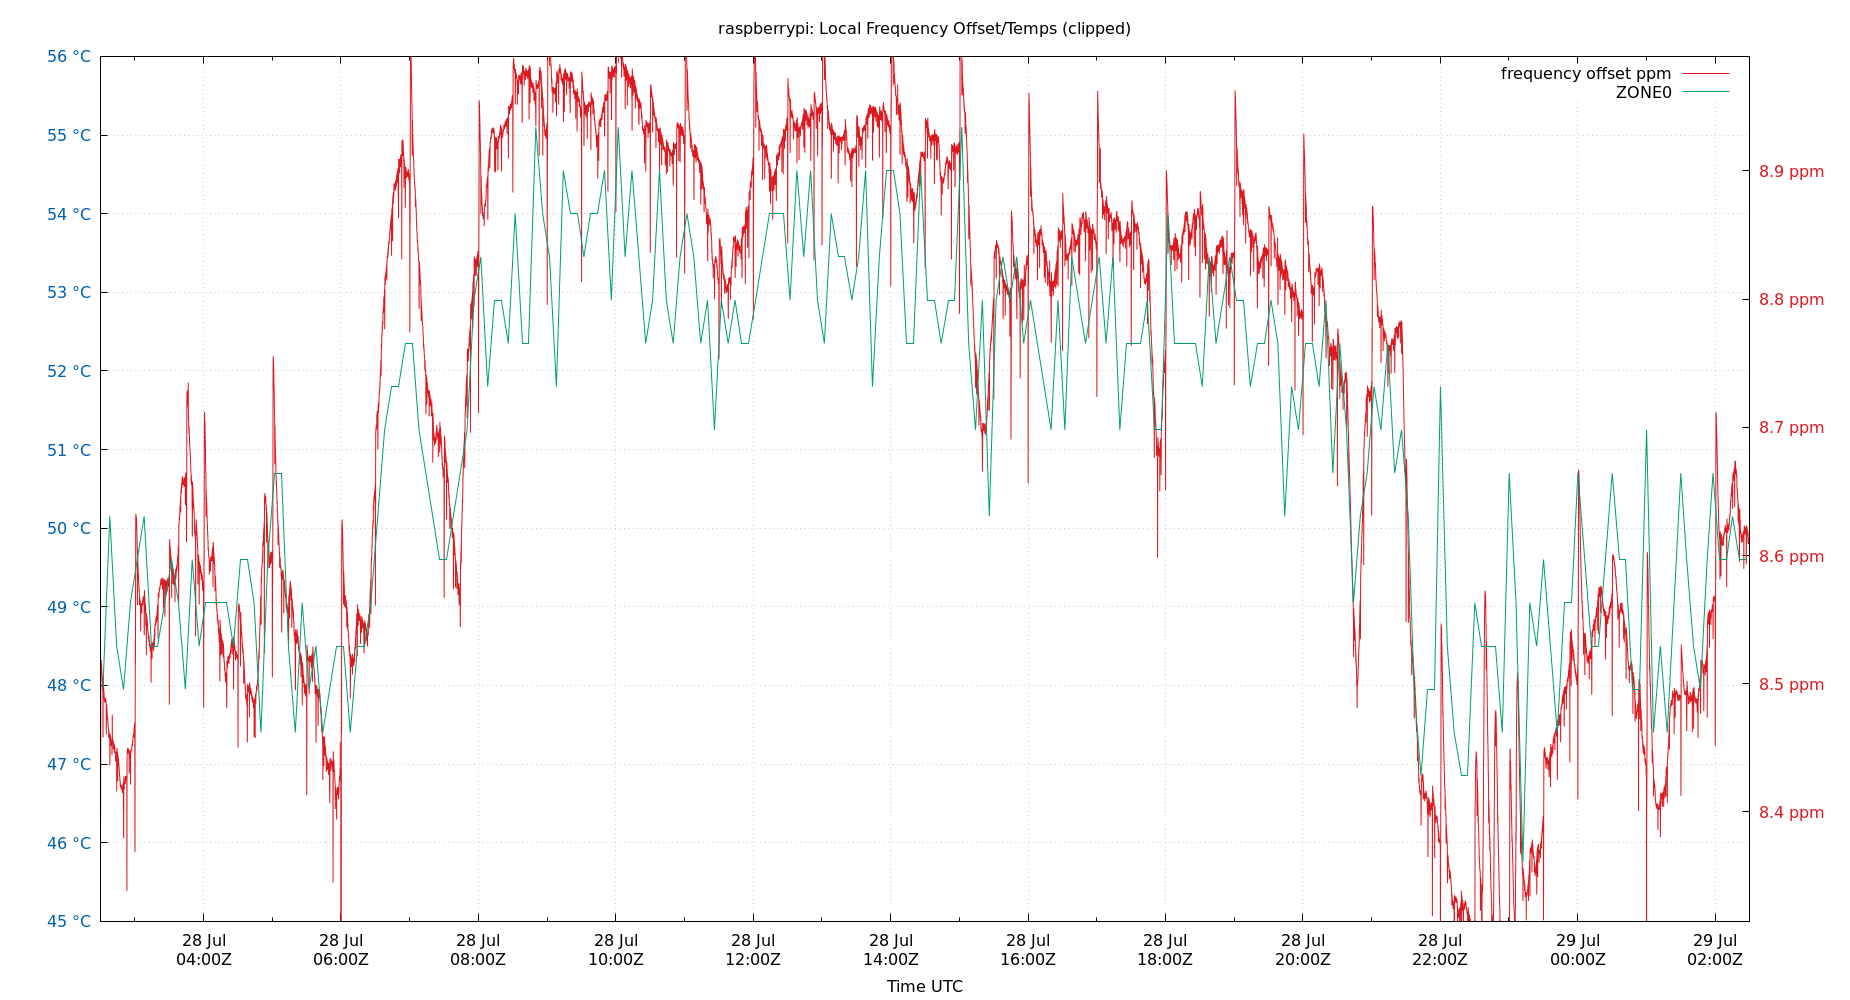 raspberrypi: Local Frequency Offset/Temps (clipped)
frequency offset ppm
ZONE0
56 °C
55 °C
54 °C
53 °C
52 °C
51 °C
50 °C
49 °C
48 °C
47 °C
46 °C
45 °C
8.9 ppm
8.8 ppm
8.7 ppm
8.6 ppm
8.5 ppm
8.4 ppm
28 Jul 28 Jul 28 Jul 28 Jul 28 Jul 28 Jul 28 Jul 28 Jul 28 Jul 28 Jul 29 Jul 29 Jul
04:00Z 06:00Z 08:00Z 10:00Z 12:00Z 14:00Z 16:00Z 18:00Z 20:00Z 22:00Z 00:00Z 02:00Z
Time UTC